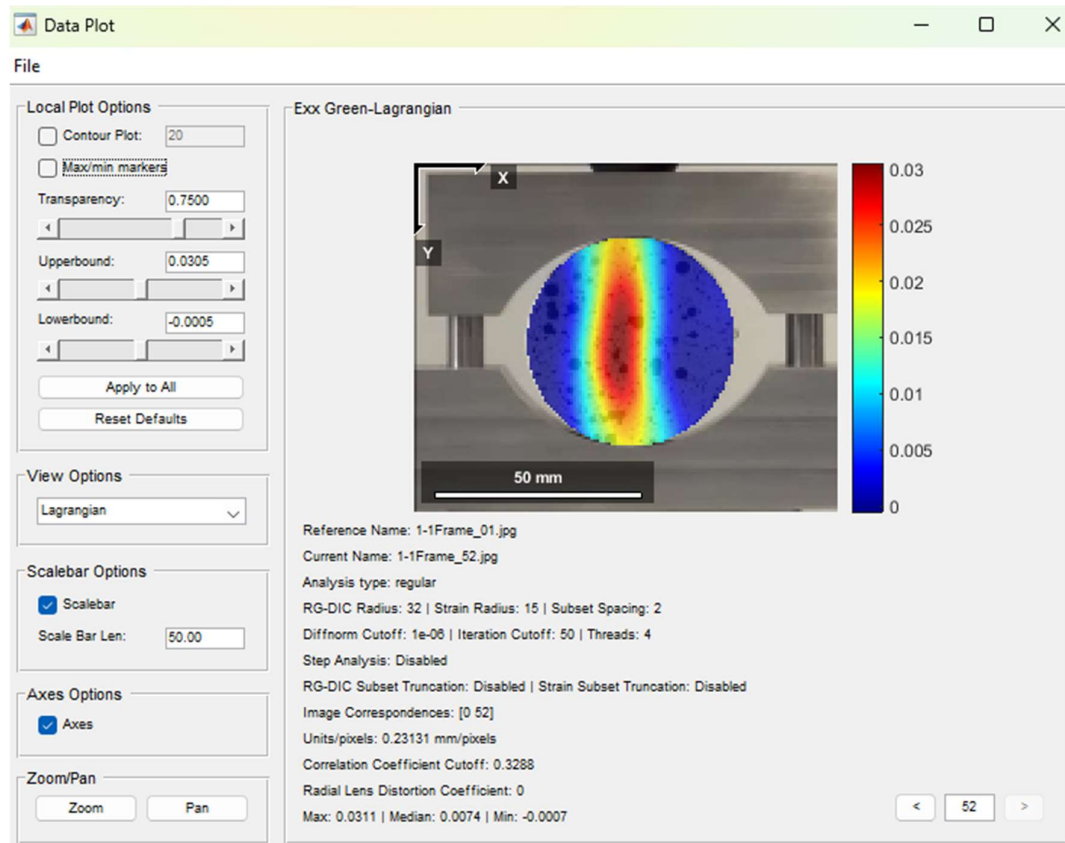 Data Plot
File
Local Plot Options
Contour Plot: 20
Max/min markers
Transparency: 0.7500
Upperbound: 0.0305
Lowerbound: -0.0005
Apply to All
Reset Defaults
View Options
Lagrangian
Scalebar Options
Scalebar
Scale Bar Len: 50.00
Axes Options
Axes
Zoom/Pan
Zoom Pan
Exx Green-Lagrangian
X
Y
50 mm
0.03
0.025
0.02
0.015
0.01
0.005
0
Reference Name: 1-1Frame_01.jpg
Current Name: 1-1Frame_52.jpg
Analysis type: regular
RG-DIC Radius: 32 | Strain Radius: 15 | Subset Spacing: 2
Diffnorm Cutoff: 1e-06 | Iteration Cutoff: 50 | Threads: 4
Step Analysis: Disabled
RG-DIC Subset Truncation: Disabled | Strain Subset Truncation: Disabled
Image Correspondences: [0 52]
Units/pixels: 0.23131 mm/pixels
Correlation Coefficient Cutoff: 0.3288
Radial Lens Distortion Coefficient: 0
Max: 0.0311 | Median: 0.0074 | Min: -0.0007
< 52 >